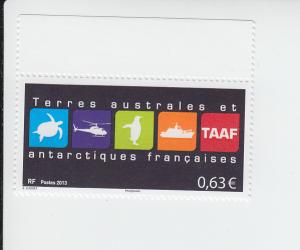 Terres australes et
TAAF
antarctiques françaises
RF Postes 2013
0,63€